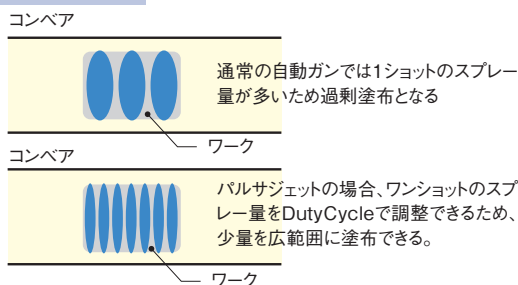 コンベア
通常の自動ガンでは1ショットのスプレー
量が多いため過剰塗布となる
ワーク
コンベア
パルサジェットの場合、ワンショットのスプ
レー量をDutyCycleで調整できるため、
少量を広範囲に塗布できる。
ワーク